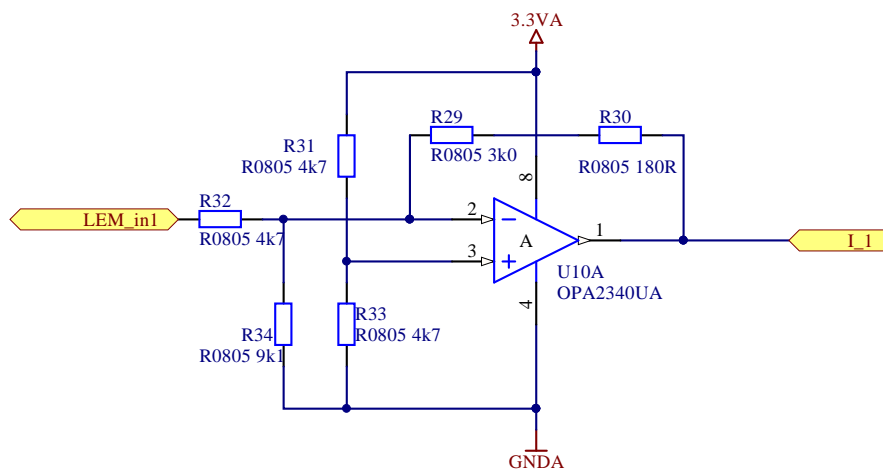 3.3VA
R29
R0805 3k0
R30
R0805 180R
R31
R0805 4k7
8
LEM_in1
R32
R0805 4k7
2
3
A
1
I_1
U10A
OPA2340UA
4
R34
R0805 9k1
R33
R0805 4k7
GNDA